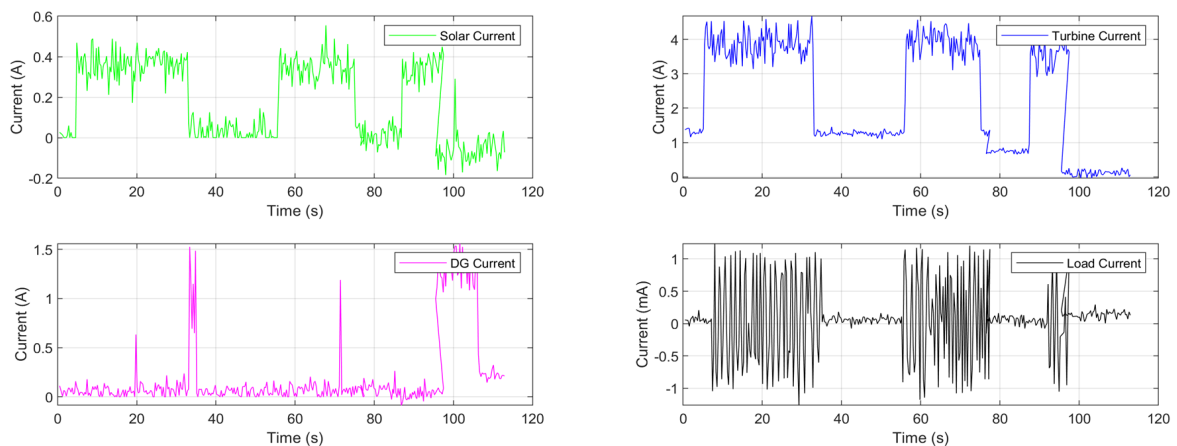 0.6
0.4
0.2
0
-0.2
Current (A)
Solar Current
0 20 40 60 80 100 120
Time (s)
4
3
2
1
0
Current (A)
Turbine Current
0 20 40 60 80 100 120
Time (s)
1.5
1
0.5
0
Current (A)
DG Current
0 20 40 60 80 100 120
Time (s)
1
0.5
0
-0.5
-1
Current (mA)
Load Current
0 20 40 60 80 100 120
Time (s)